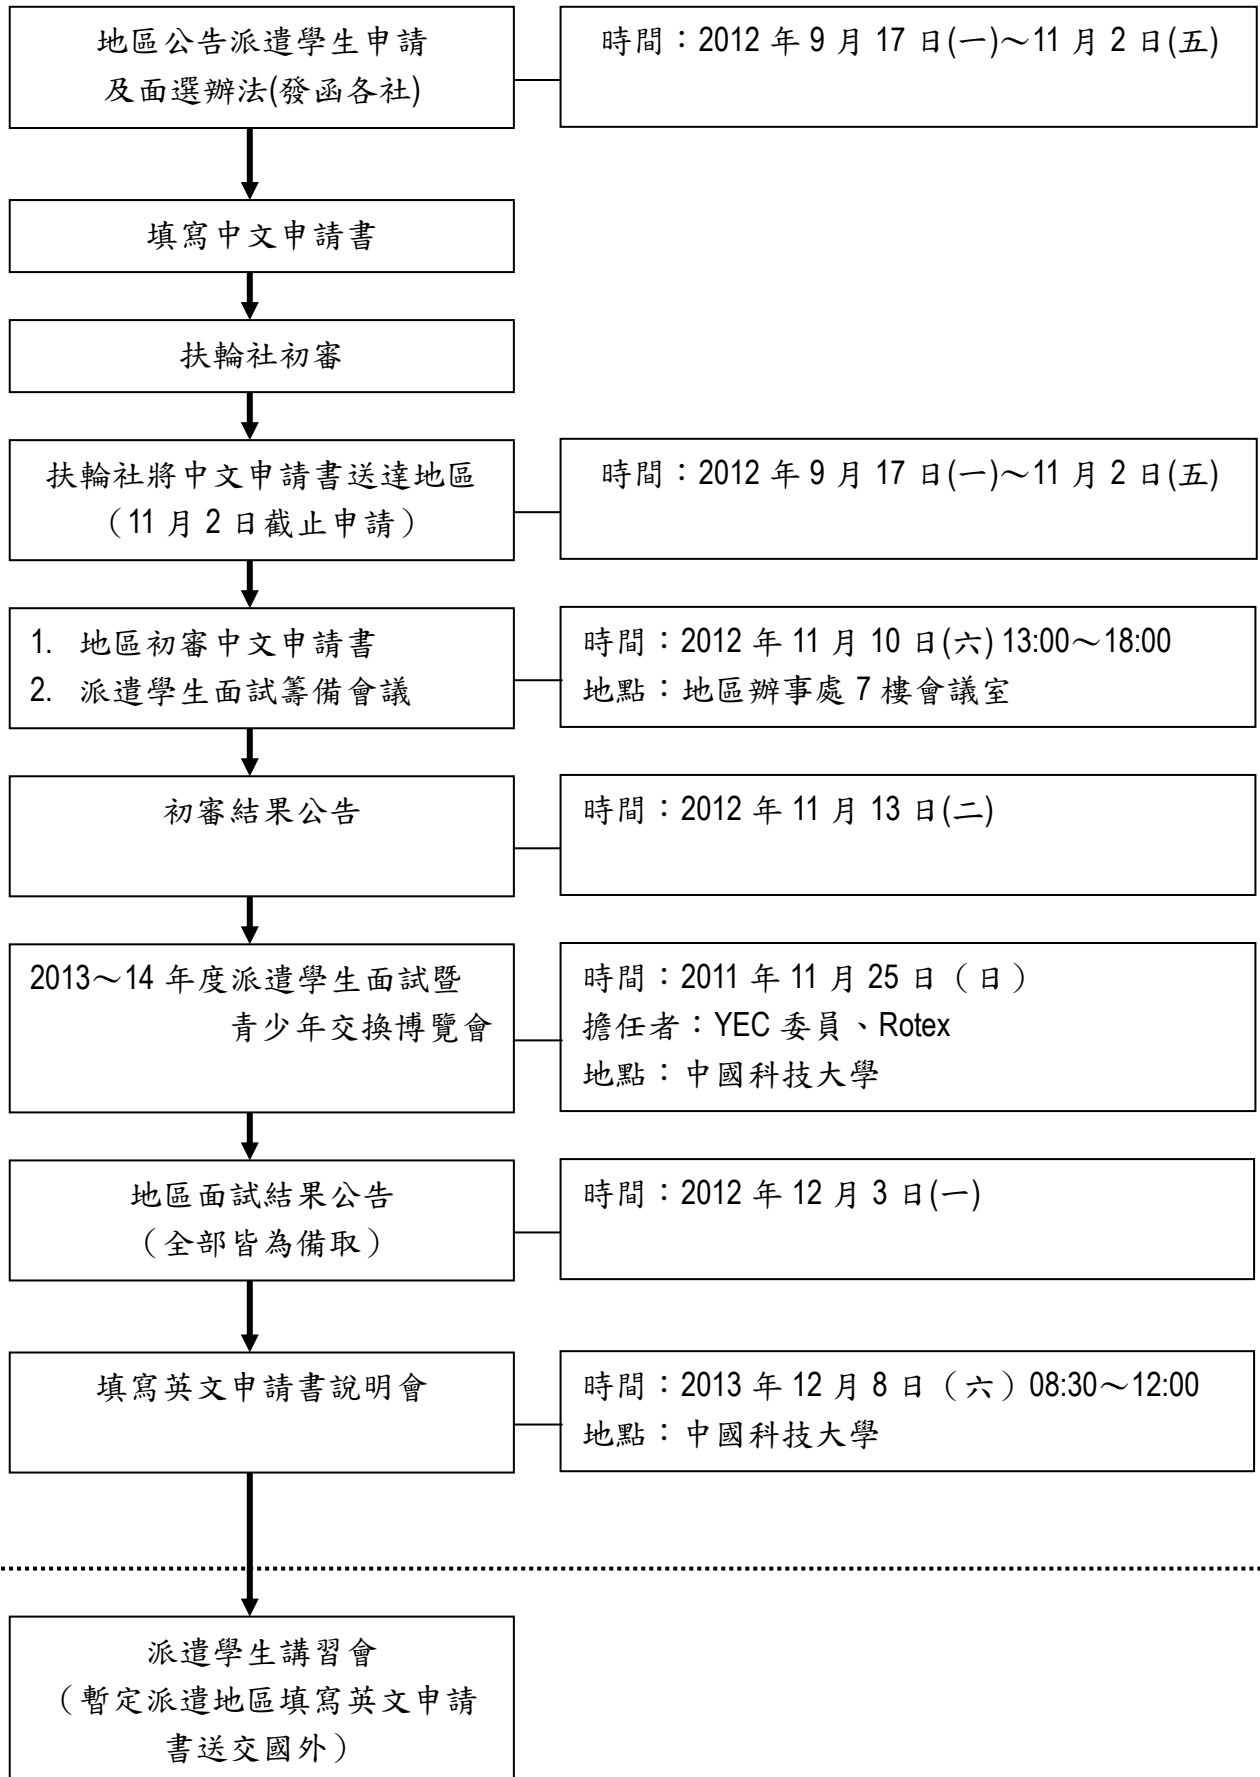 地區公告派遣學生申請
及面選辦法(發函各社)
時間：2012 年 9 月 17 日(一)～11 月 2 日(五)
填寫中文申請書
扶輪社初審
扶輪社將中文申請書送達地區
（11 月 2 日截止申請）
時間：2012 年 9 月 17 日(一)～11 月 2 日(五)
1. 地區初審中文申請書
2. 派遣學生面試籌備會議
時間：2012 年 11 月 10 日(六) 13:00～18:00
地點：地區辦事處 7 樓會議室
初審結果公告
時間：2012 年 11 月 13 日(二)
2013～14 年度派遣學生面試暨
青少年交換博覽會
時間：2011 年 11 月 25 日（日）
擔任者：YEC 委員、Rotex
地點：中國科技大學
地區面試結果公告
（全部皆為備取）
時間：2012 年 12 月 3 日(一)
填寫英文申請書說明會
時間：2013 年 12 月 8 日（六）08:30～12:00
地點：中國科技大學
派遣學生講習會
（暫定派遣地區填寫英文申請
書送交國外）